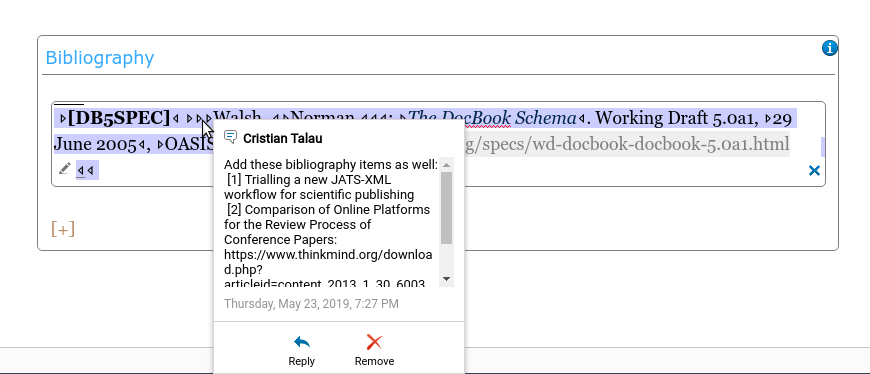 Bibliography
[DB5SPEC] Walsh, Norman : The DocBook Schema. Working Draft 5.0a1, 29
June 2005, OASIS g/specs/wd-docbook-docbook-5.0a1.html
[+]
Cristian Talau
Add these bibliography items as well:
[1] Trialling a new JATS-XML
workflow for scientific publishing
[2] Comparison of Online Platforms
for the Review Process of
Conference Papers:
https://www.thinkmind.org/downloa
d.php?
articleid=content_2013_1_30_6003
Thursday, May 23, 2019, 7:27 PM
Reply Remove